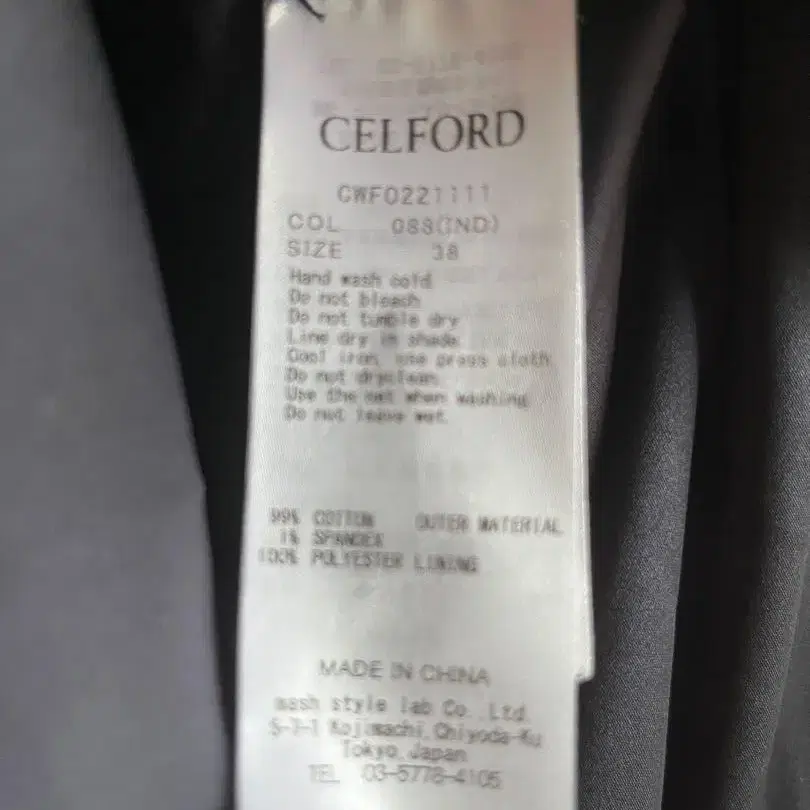 CELFORD
CWF0221111
COL 088(IND)
SIZE 38
Hand wash cold
Do not bleach
Do not tumble dry
Line dry in shade
Cool iron, use press cloth
Do not dryclean
Use the net when washing
Do not leave wet.
99% COTTON OUTER MATERIAL
1% SPANDEX
100% POLYESTER LINING
MADE IN CHINA
mash style lab Co.,Ltd.
5-7-1 Kojimachi,Chiyoda-Ku
Tokyo,Japan
TEL 03-5778-4105